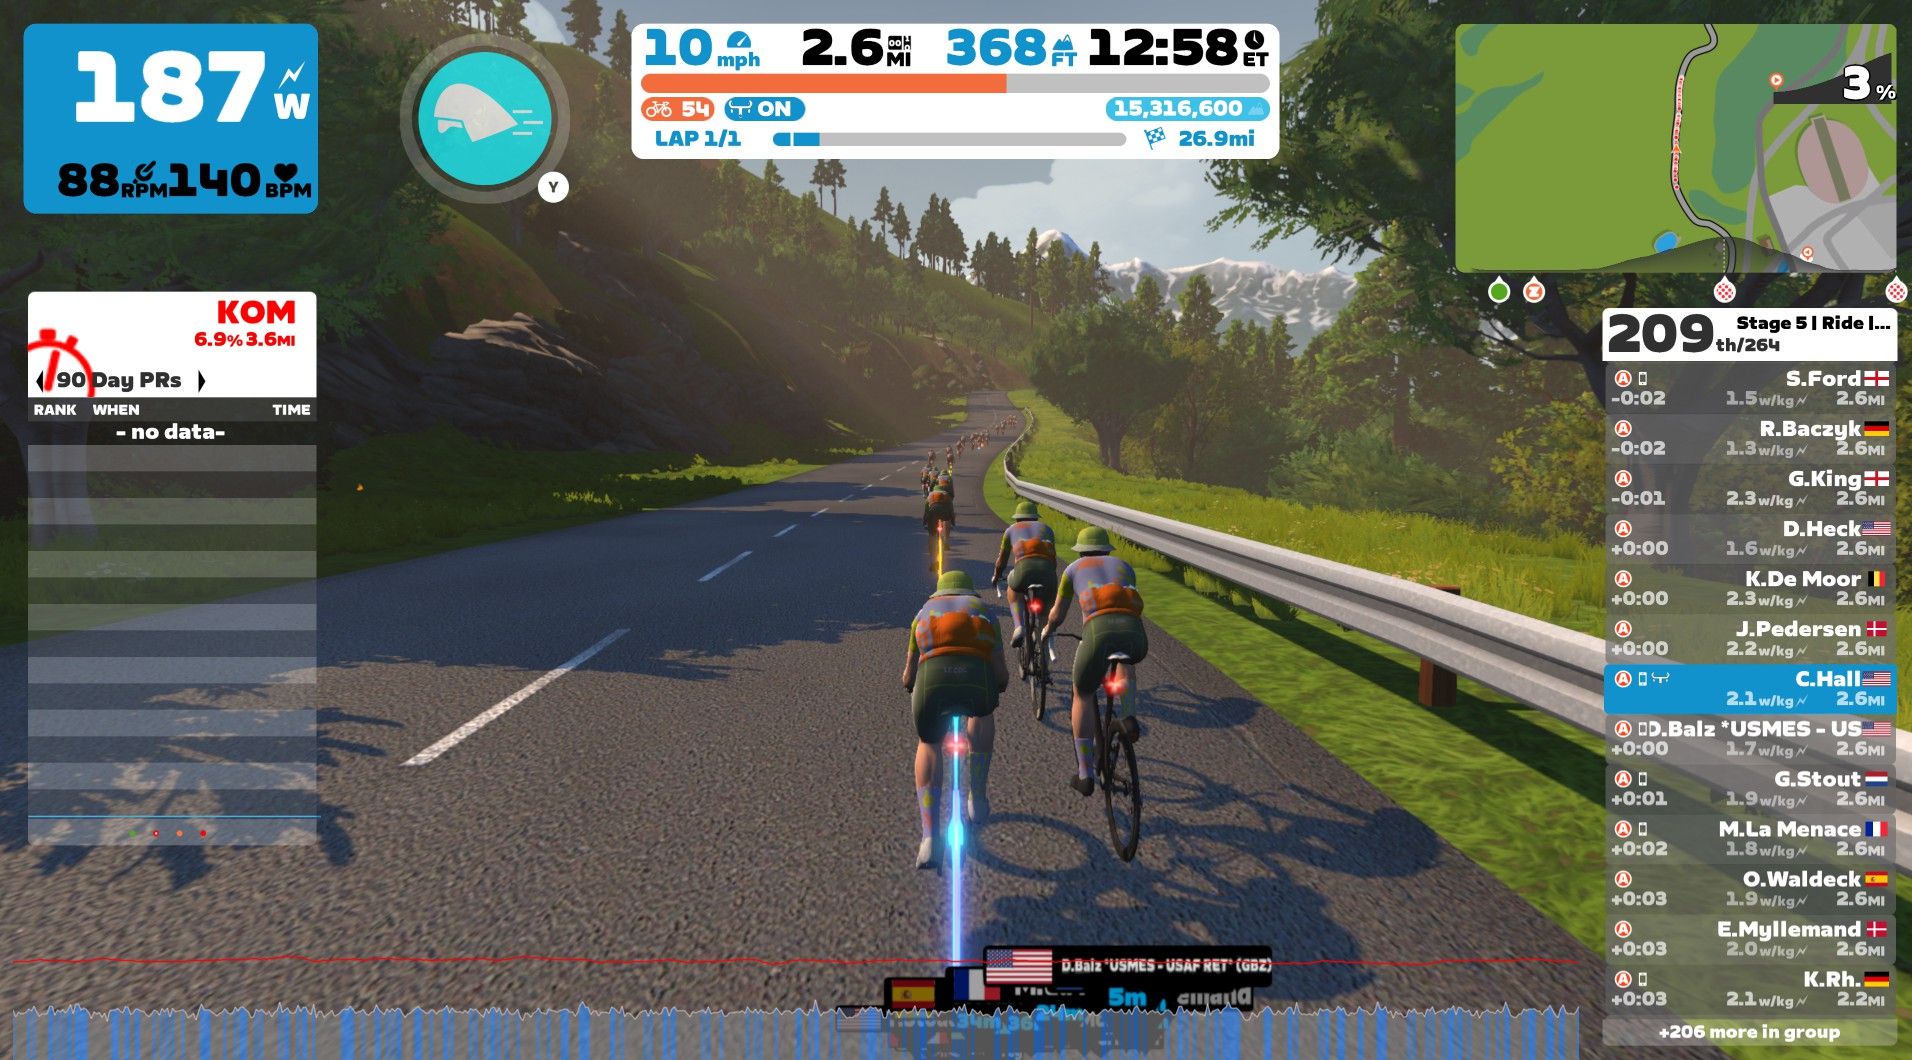 187 W
88 RPM 140 BPM
Y
10 mph 2.6 MI 368 FT 12:58 ET
54 ON 15,316,600
LAP 1/1 26.9mi
3 %
KOM
6.9% 3.6MI
90 Day PRs
RANK WHEN TIME
- no data-
209 th/264 Stage 5 | Ride |...
A S.Ford
-0:02 1.5w/kg 2.6MI
A R.Baczyk
-0:02 1.3w/kg 2.6MI
A G.King
-0:01 2.3w/kg 2.6MI
A D.Heck
+0:00 1.6w/kg 2.6MI
A K.De Moor
+0:00 2.3w/kg 2.6MI
A J.Pedersen
+0:00 2.2w/kg 2.6MI
A C.Hall
2.1w/kg 2.6MI
A D.Balz *USMES - US
+0:00 1.7w/kg 2.6MI
A G.Stout
+0:01 1.9w/kg 2.6MI
A M.La Menace
+0:02 1.8w/kg 2.6MI
A O.Waldeck
+0:03 1.9w/kg 2.6MI
A E.Myllemand
+0:03 2.0w/kg 2.6MI
A K.Rh.
+0:03 2.1w/kg 2.2MI
+206 more in group
D.Balz *USMES - USAF RET* (GBZ)
5m